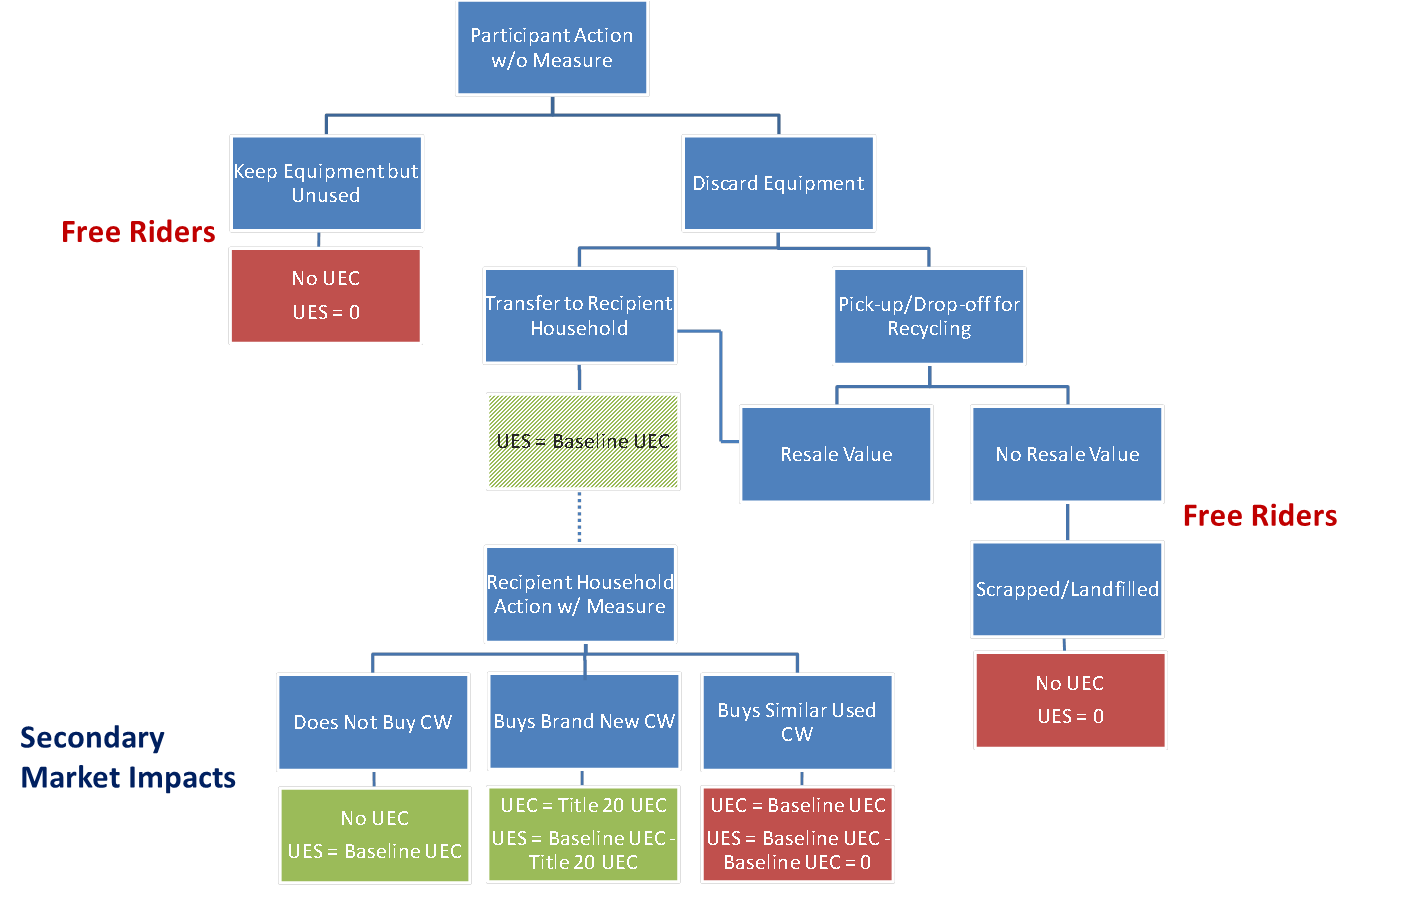 Participant Action
w/o Measure
Keep Equipment but
Unused
Discard Equipment
Free Riders
No UEC
UES = 0
Transfer to Recipient
Household
Pick-up/Drop-off for
Recycling
UES = Baseline UEC
Resale Value
No Resale Value
Free Riders
Recipient Household
Action w/ Measure
Scrapped/Landfilled
No UEC
UES = 0
Secondary
Market Impacts
Does Not Buy CW
Buys Brand New CW
Buys Similar Used
CW
No UEC
UES = Baseline UEC
UEC = Title 20 UEC
UES = Baseline UEC -
Title 20 UEC
UEC = Baseline UEC
UES = Baseline UEC -
Baseline UEC = 0